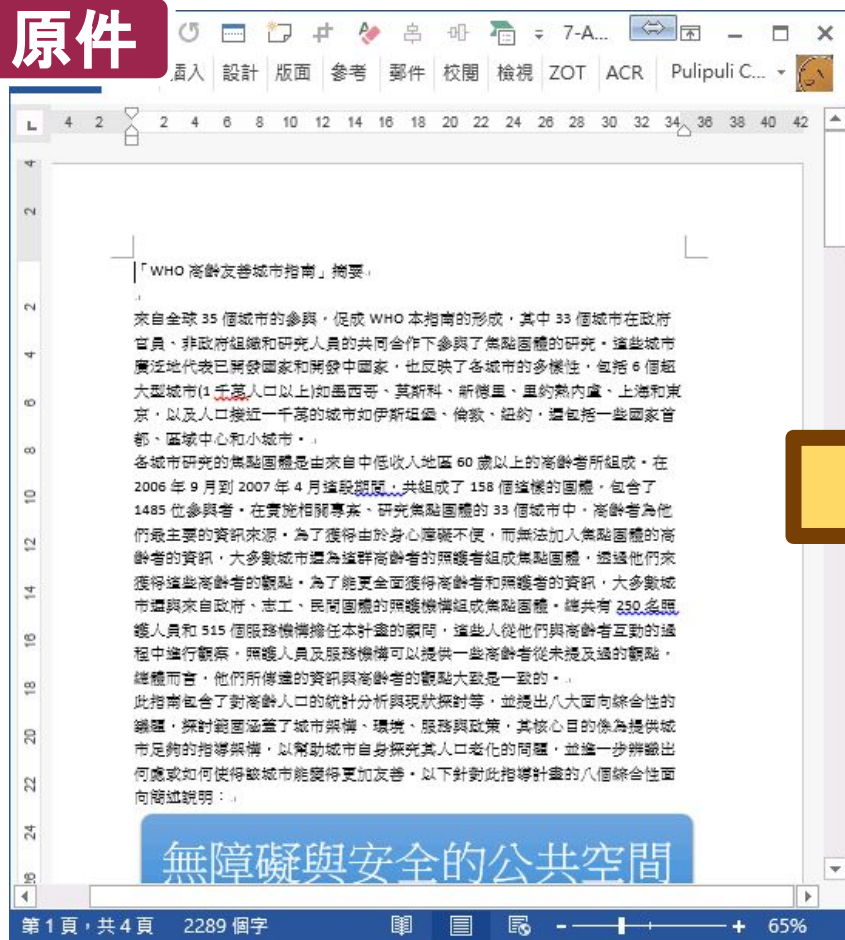 原件
7-A...
插入 設計 版面 參考 郵件 校閱 檢視 ZOT ACR Pulipuli C...
4 2 2 4 6 8 10 12 14 16 18 20 22 24 26 28 30 32 34 36 38 40 42
4
2
2
4
6
8
10
12
14
16
18
20
22
24
26
「WHO 高齡友善城市指南」摘要
來自全球 35 個城市的參與，促成 WHO 本指南的形成，其中 33 個城市在政府
官員、非政府組織和研究人員的共同合作下參與了焦點團體的研究。這些城市
廣泛地代表已開發國家和開發中國家，也反映了各城市的多樣性，包括 6 個超
大型城市(1 千萬人口以上)如墨西哥、莫斯科、新德里、里約熱內盧、上海和東
京，以及人口接近一千萬的城市如伊斯坦堡、倫敦、紐約，還包括一些國家首
都、區域中心和小城市。
各城市研究的焦點團體是由來自中低收入地區 60 歲以上的高齡者所組成。在
2006 年 9 月到 2007 年 4 月這段期間，共組成了 158 個這樣的團體，包含了
1485 位參與者。在實施相關專案、研究焦點團體的 33 個城市中，高齡者為他
們最主要的資訊來源。為了獲得由於身心障礙不便，而無法加入焦點團體的高
齡者的資訊，大多數城市還為這群高齡者的照護者組成焦點團體，透過他們來
獲得這些高齡者的觀點。為了能更全面獲得高齡者和照護者的資訊，大多數城
市還與來自政府、志工、民間團體的照護機構組成焦點團體。總共有 250 名照
護人員和 515 個服務機構擔任本計畫的顧問，這些人從他們與高齡者互動的過
程中進行觀察。照護人員及服務機構可以提供一些高齡者從未提及過的觀點，
總體而言，他們所傳達的資訊與高齡者的觀點大致是一致的。
此指南包含了對高齡人口的統計分析與現狀探討等，並提出八大面向綜合性的
議題，探討範圍涵蓋了城市架構、環境、服務與政策，其核心目的係為提供城
市足夠的指導架構，以幫助城市自身探究其人口老化的問題，並進一步辨識出
何處或如何使得該城市能變得更加友善。以下針對此指導計畫的八個綜合性面
向簡述說明：
無障礙與安全的公共空間
第 1 頁，共 4 頁 2289 個字 65%